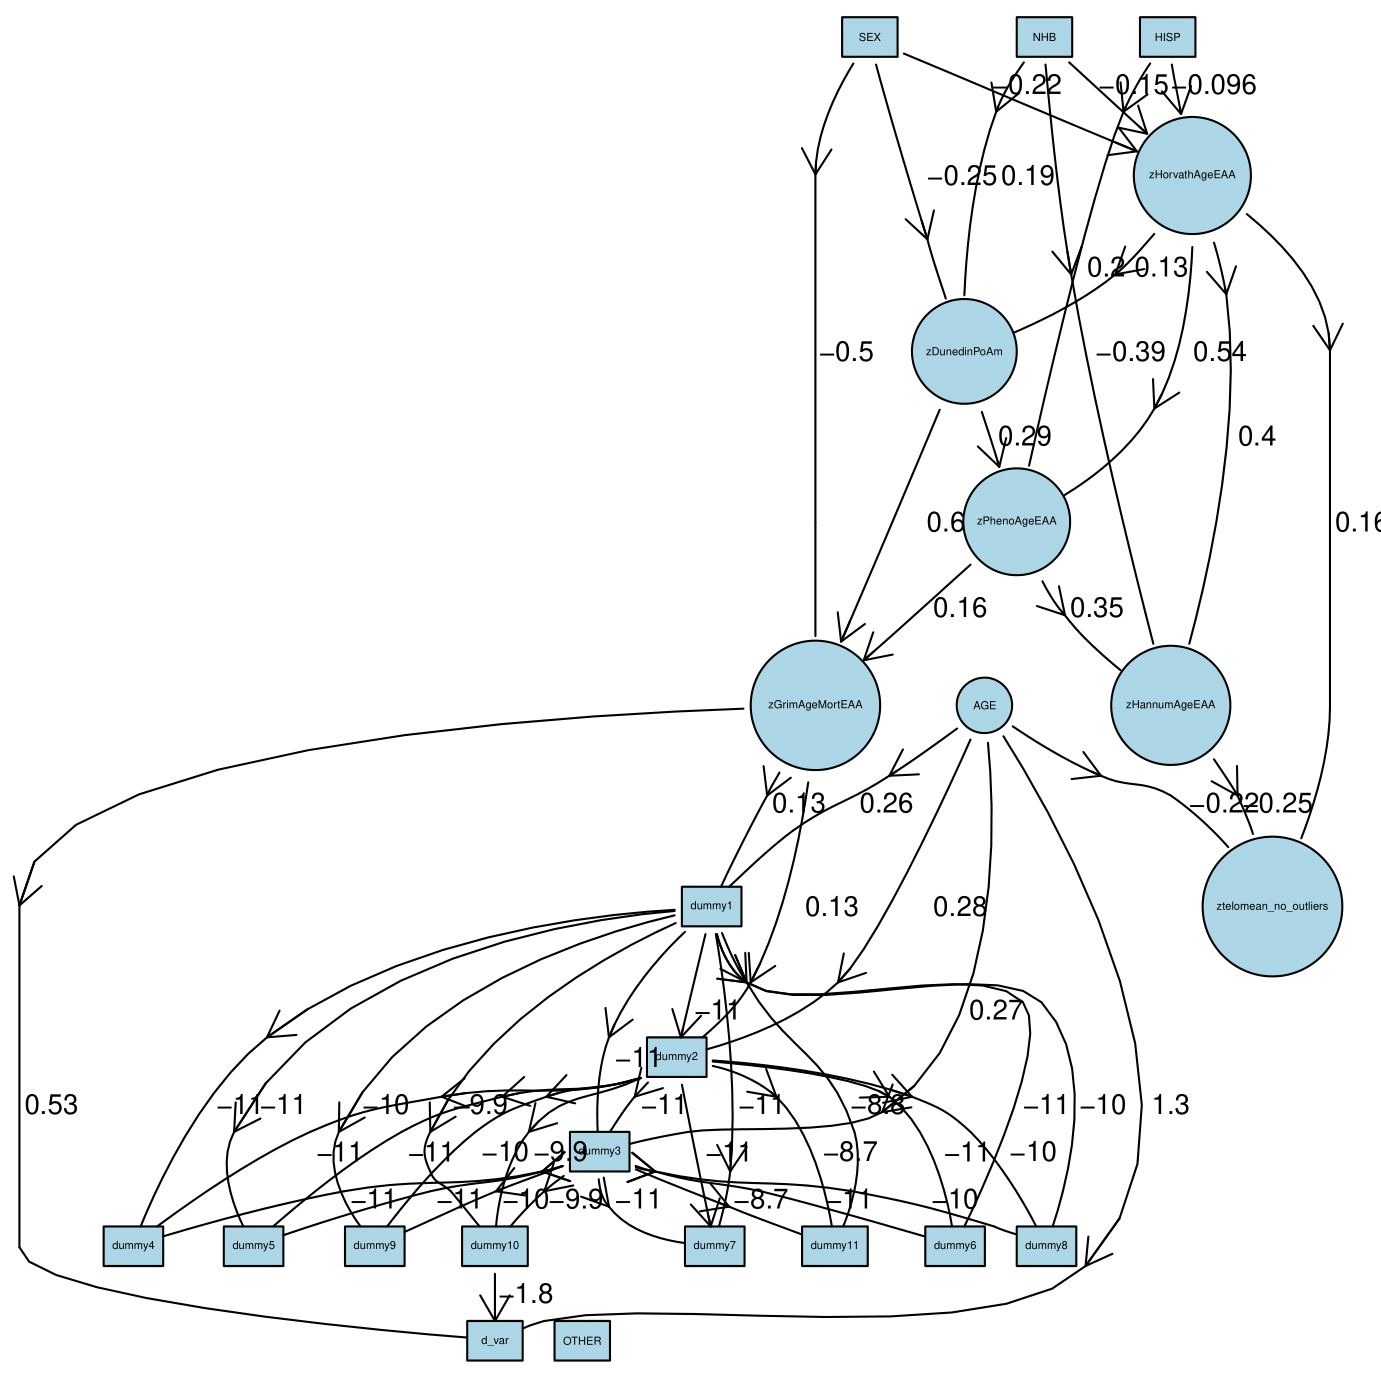 SEX
NHB
HISP
−0.22
−0.15
−0.096
zHorvathAgeEAA
−0.25
0.19
0.2
0.13
−0.5
zDunedinPoAm
−0.39
0.54
0.29
0.4
0.6
zPhenoAgeEAA
0.16
0.16
0.35
zGrimAgeMortEAA
AGE
zHannumAgeEAA
0.13
0.26
−0.22
−0.25
dummy1
0.13
0.28
ztelomean_no_outliers
−11
0.27
−11
dummy2
0.53
−11
−11
−10
−9.9
−11
−11
−8.8
−11
−10
1.3
−11
−11
−10
−9.9
dummy3
−11
−8.7
−11
−10
−11
−11
−10
−9.9
−11
−8.7
−11
−10
dummy4
dummy5
dummy9
dummy10
dummy7
dummy11
dummy6
dummy8
−1.8
d_var
OTHER